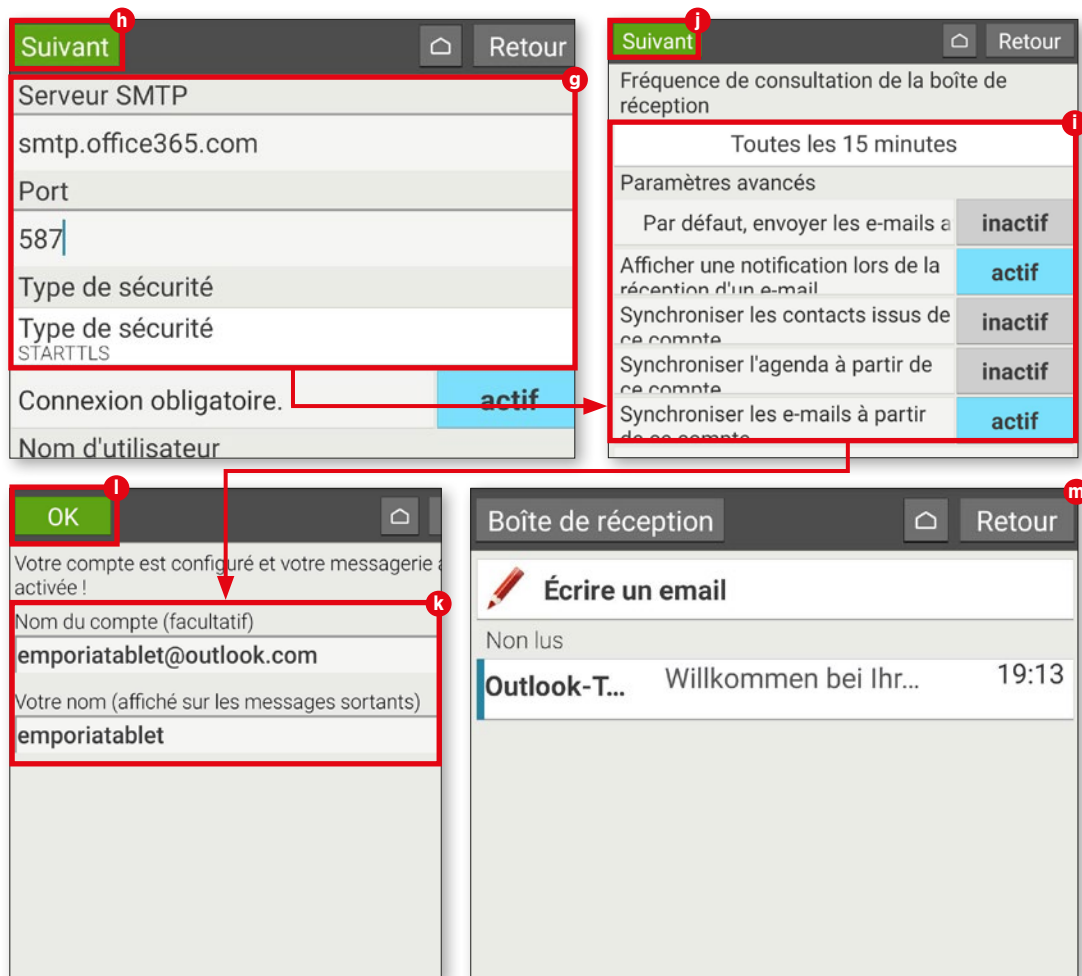 h
Suivant
Retour
g
Serveur SMTP
smtp.office365.com
Port
587
Type de sécurité
Type de sécurité
STARTTLS
Connexion obligatoire.
actif
Nom d'utilisateur
j
Suivant
Retour
Fréquence de consultation de la boîte de
réception
i
Toutes les 15 minutes
Paramètres avancés
Par défaut, envoyer les e-mails a
inactif
Afficher une notification lors de la
réception d'un e-mail
actif
Synchroniser les contacts issus de
ce compte
inactif
Synchroniser l'agenda à partir de
ce compte
inactif
Synchroniser les e-mails à partir
de ce compte
actif
l
OK
Votre compte est configuré et votre messagerie a
activée !
k
Nom du compte (facultatif)
emporiatablet@outlook.com
Votre nom (affiché sur les messages sortants)
emporiatablet
m
Boîte de réception
Retour
Écrire un email
Non lus
Outlook-T...
Willkommen bei Ihr...
19:13